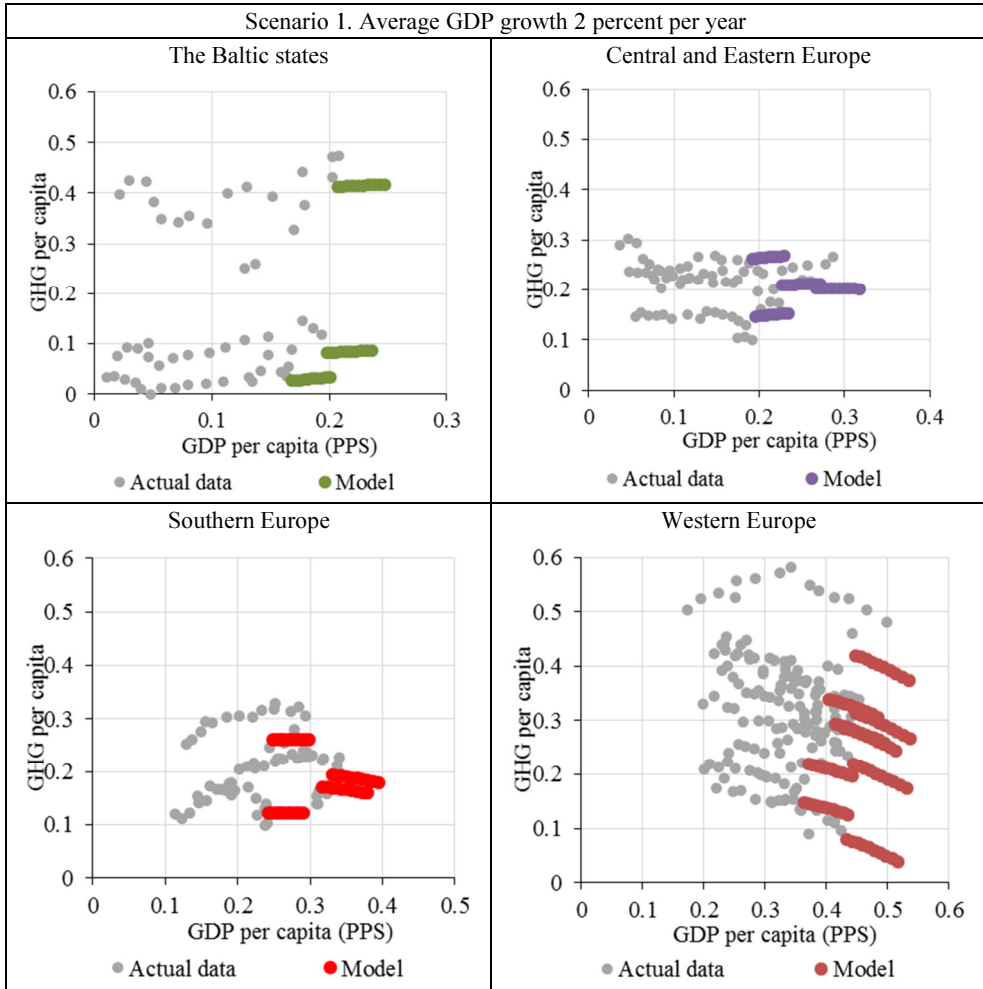 Scenario 1. Average GDP growth 2 percent per year
The Baltic states
GHG per capita
0.6
0.5
0.4
0.3
0.2
0.1
0
0 0.1 0.2 0.3
GDP per capita (PPS)
Actual data Model
Central and Eastern Europe
GHG per capita
0.6
0.5
0.4
0.3
0.2
0.1
0
0 0.1 0.2 0.3 0.4
GDP per capita (PPS)
Actual data Model
Southern Europe
GHG per capita
0.6
0.5
0.4
0.3
0.2
0.1
0
0 0.1 0.2 0.3 0.4 0.5
GDP per capita (PPS)
Actual data Model
Western Europe
GHG per capita
0.6
0.5
0.4
0.3
0.2
0.1
0
0 0.1 0.2 0.3 0.4 0.5 0.6
GDP per capita (PPS)
Actual data Model